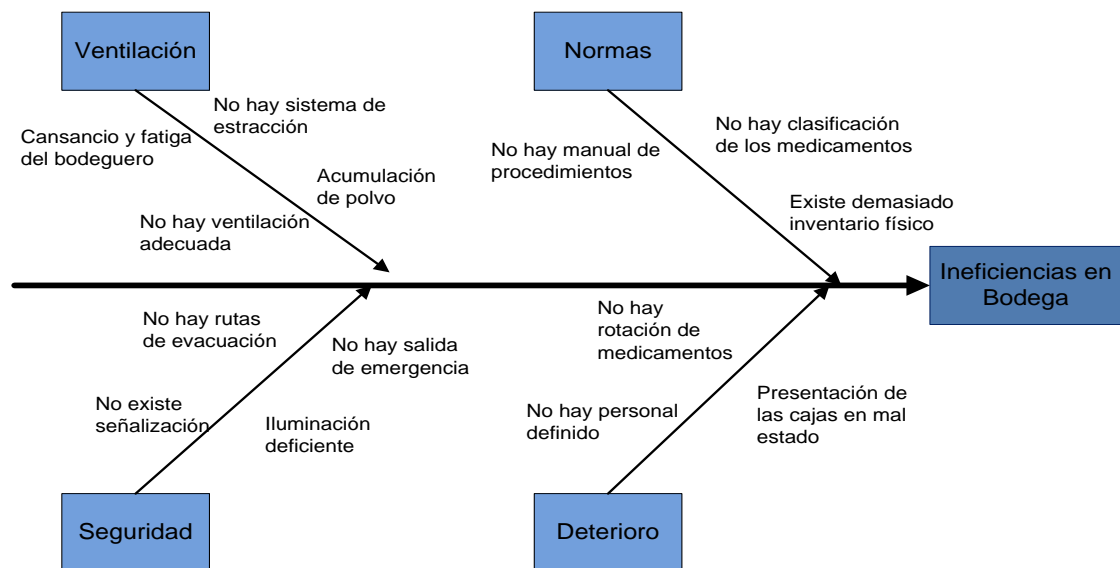 Ventilación
Normas
No hay sistema de
estracción
Cansancio y fatiga
del bodeguero
Acumulación
de polvo
No hay ventilación
adecuada
No hay clasificación
de los medicamentos
No hay manual de
procedimientos
Existe demasiado
inventario físico
Ineficiencias en
Bodega
No hay rutas
de evacuación
No hay salida
de emergencia
No existe
señalización
Iluminación
deficiente
No hay
rotación de
medicamentos
No hay personal
definido
Presentación de
las cajas en mal
estado
Seguridad
Deterioro